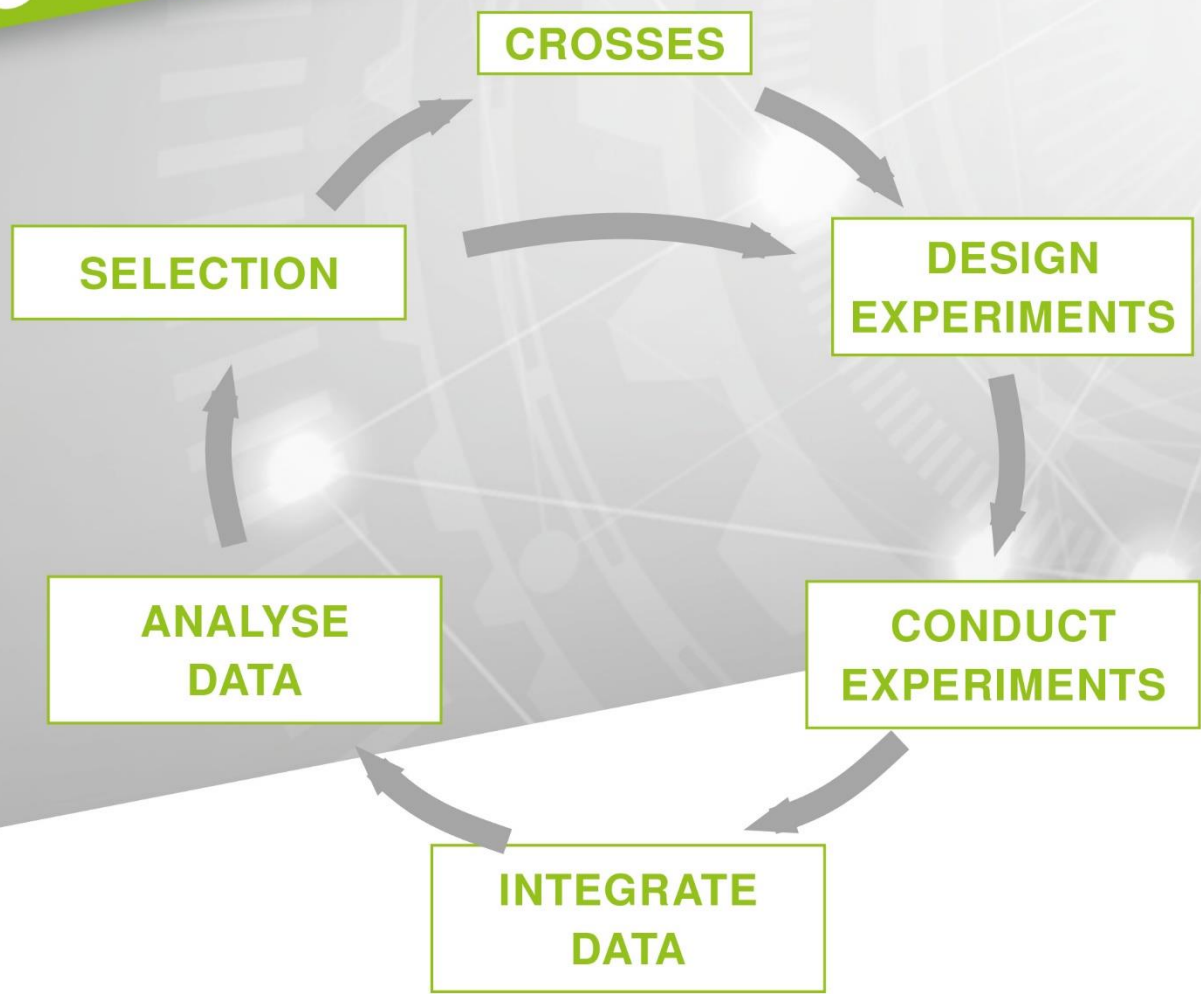 CROSSES
SELECTION
DESIGN
EXPERIMENTS
ANALYSE
DATA
CONDUCT
EXPERIMENTS
INTEGRATE
DATA